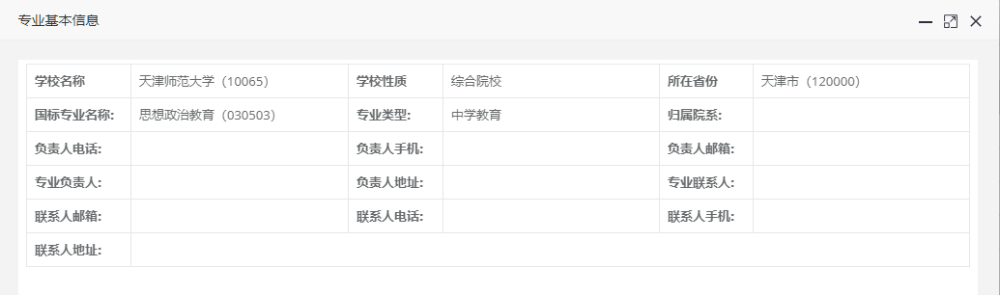 专业基本信息
学校名称 天津师范大学（10065） 学校性质 综合院校 所在省份 天津市（120000）
国标专业名称: 思想政治教育（030503） 专业类型: 中学教育 归属院系:
负责人电话: 负责人手机: 负责人邮箱:
专业负责人: 负责人地址: 专业联系人:
联系人邮箱: 联系人电话: 联系人手机:
联系人地址: